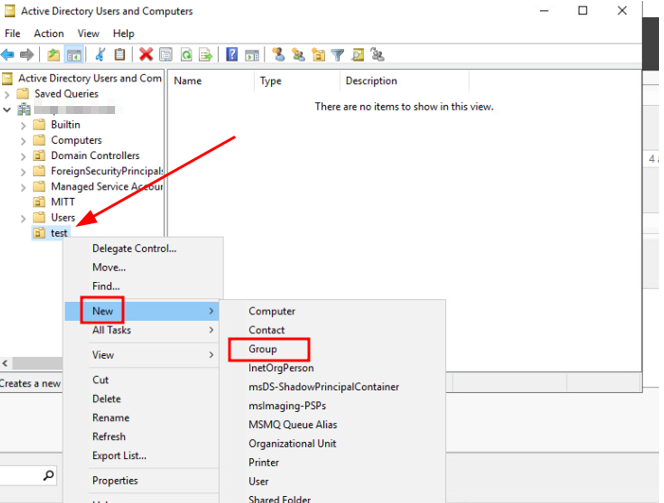 Active Directory Users and Computers
File Action View Help
Active Directory Users and Com
Name Type Description
Saved Queries
There are no items to show in this view.
Builtin
Computers
Domain Controllers
ForeignSecurityPrincipals
Managed Service Accour
MITT
Users
test
4
Delegate Control...
Move...
Find...
New
All Tasks
View
Cut
Delete
Rename
Refresh
Export List...
Properties
Computer
Contact
Group
InetOrgPerson
msDS-ShadowPrincipalContainer
msImaging-PSPs
MSMQ Queue Alias
Organizational Unit
Printer
User
Shared Folder
Creates a new